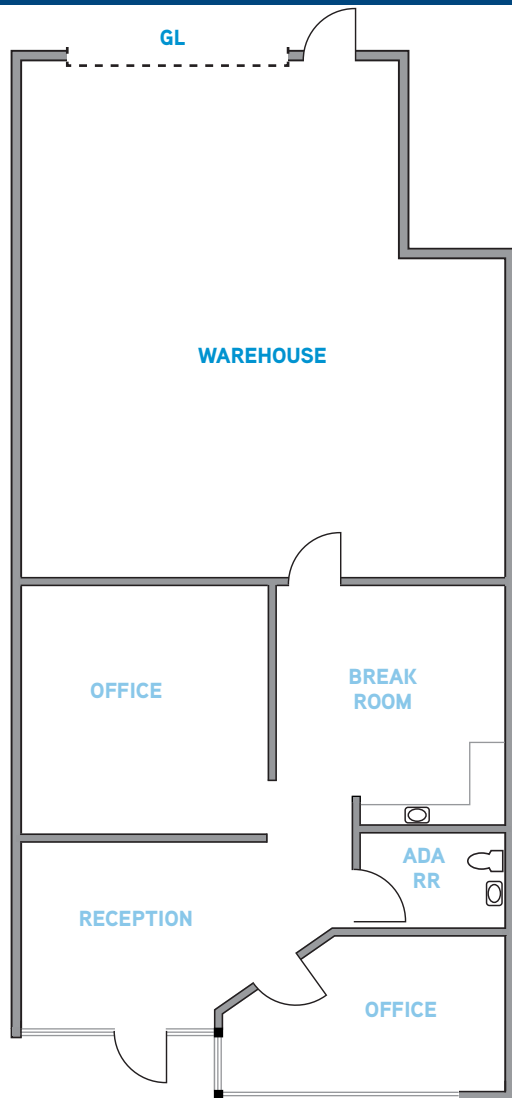 GL
WAREHOUSE
OFFICE
BREAK
ROOM
ADA
RR
RECEPTION
OFFICE